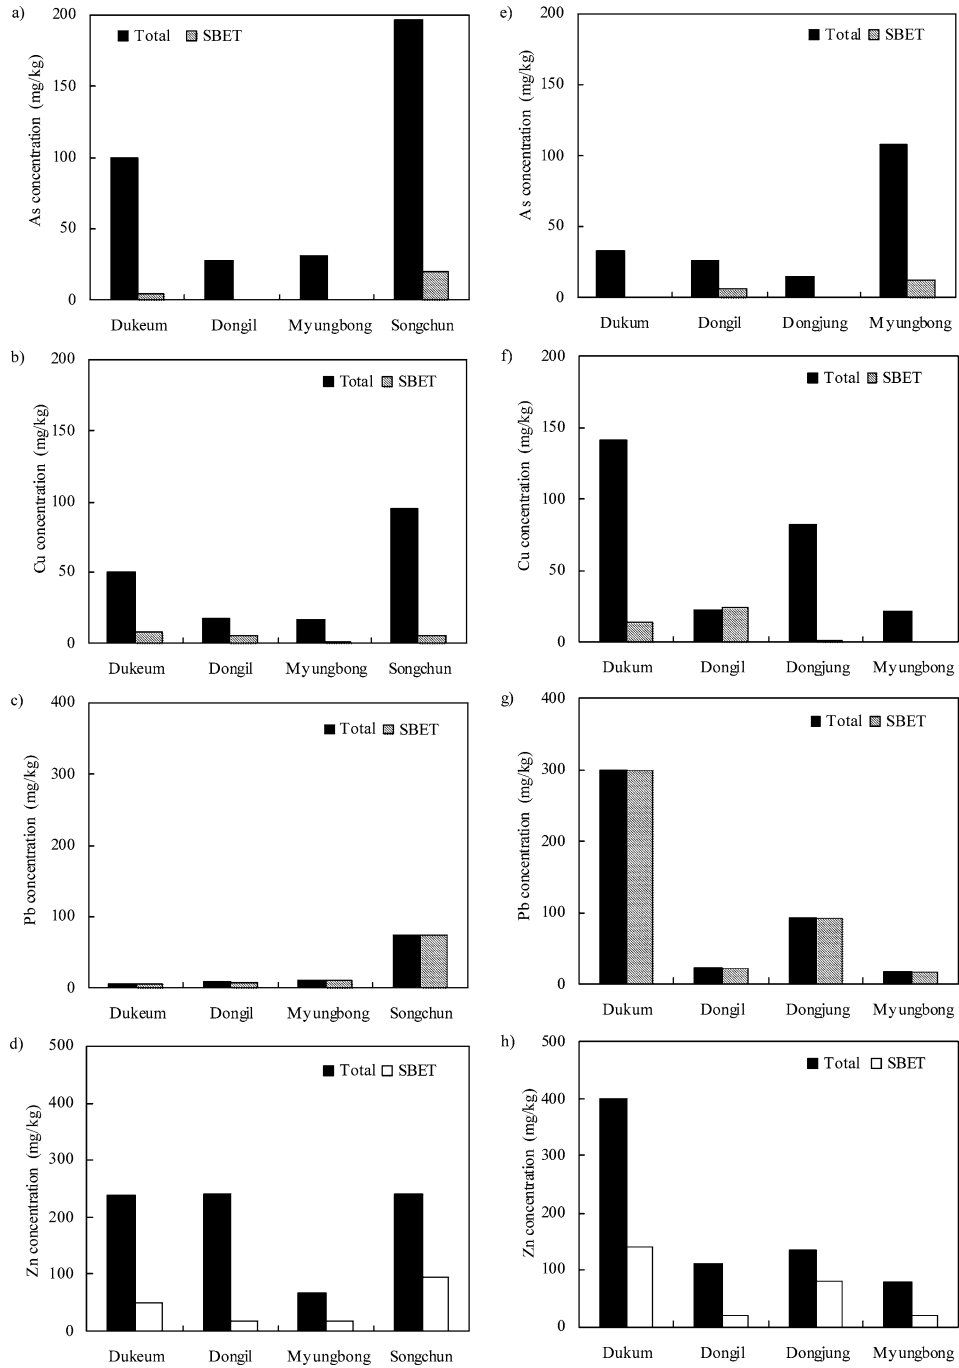 a)
200
150
100
50
0
As concentration (mg/kg)
Total SBET
Dukeum Dongil Myungbong Songchun
e)
200
150
100
50
0
As concentration (mg/kg)
Total SBET
Dukum Dongil Dongjung Myungbong
b)
200
150
100
50
0
Cu concentration (mg/kg)
Total SBET
Dukeum Dongil Myungbong Songchun
f)
200
150
100
50
0
Cu concentration (mg/kg)
Total SBET
Dukum Dongil Dongjung Myungbong
c)
400
300
200
100
0
Pb concentration (mg/kg)
Total SBET
Dukeum Dongil Myungbong Songchun
g)
400
300
200
100
0
Pb concentration (mg/kg)
Total SBET
Dukum Dongil Dongjung Myungbong
d)
500
400
300
200
100
0
Zn concentration (mg/kg)
Total SBET
Dukeum Dongil Myungbong Songchun
h)
500
400
300
200
100
0
Zn concentration (mg/kg)
Total SBET
Dukum Dongil Dongjung Myungbong